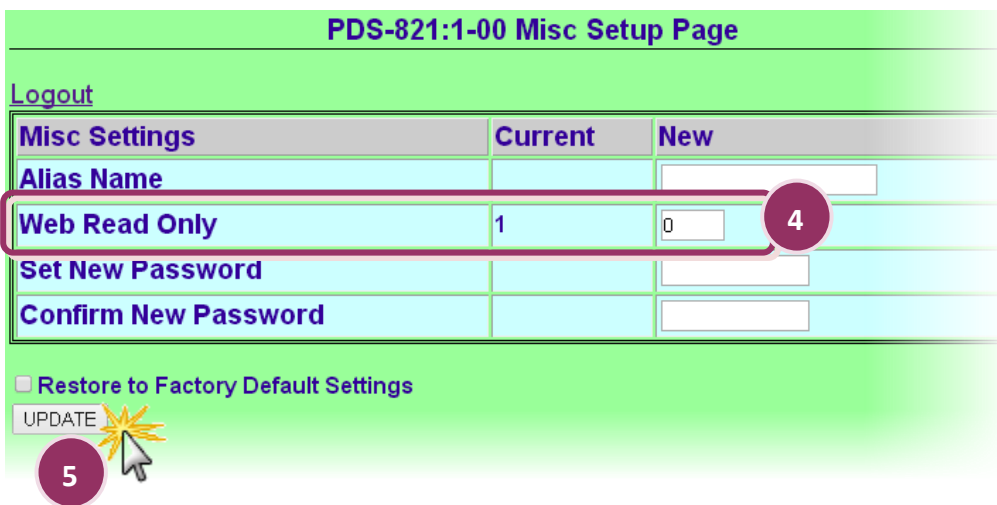 PDS-821:1-00 Misc Setup Page
Logout
Misc Settings Current New
Alias Name
Web Read Only 1 0 4
Set New Password
Confirm New Password
Restore to Factory Default Settings
UPDATE
5